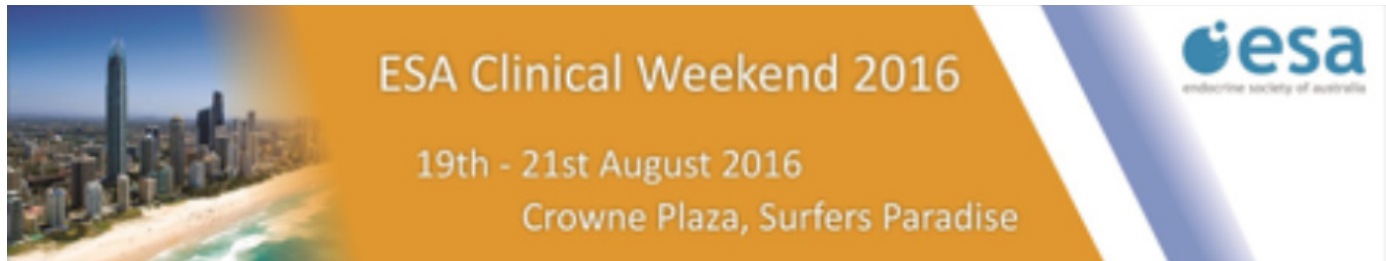 ESA Clinical Weekend 2016
19th - 21st August 2016
Crowne Plaza, Surfers Paradise
esa
endocrine society of australia